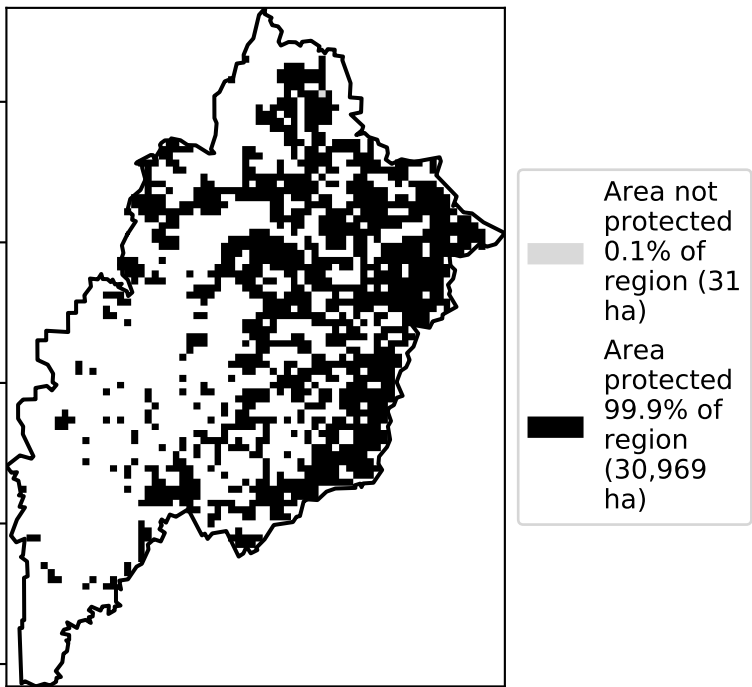 Area not
protected
0.1% of
region (31
ha)
Area
protected
99.9% of
region
(30,969
ha)